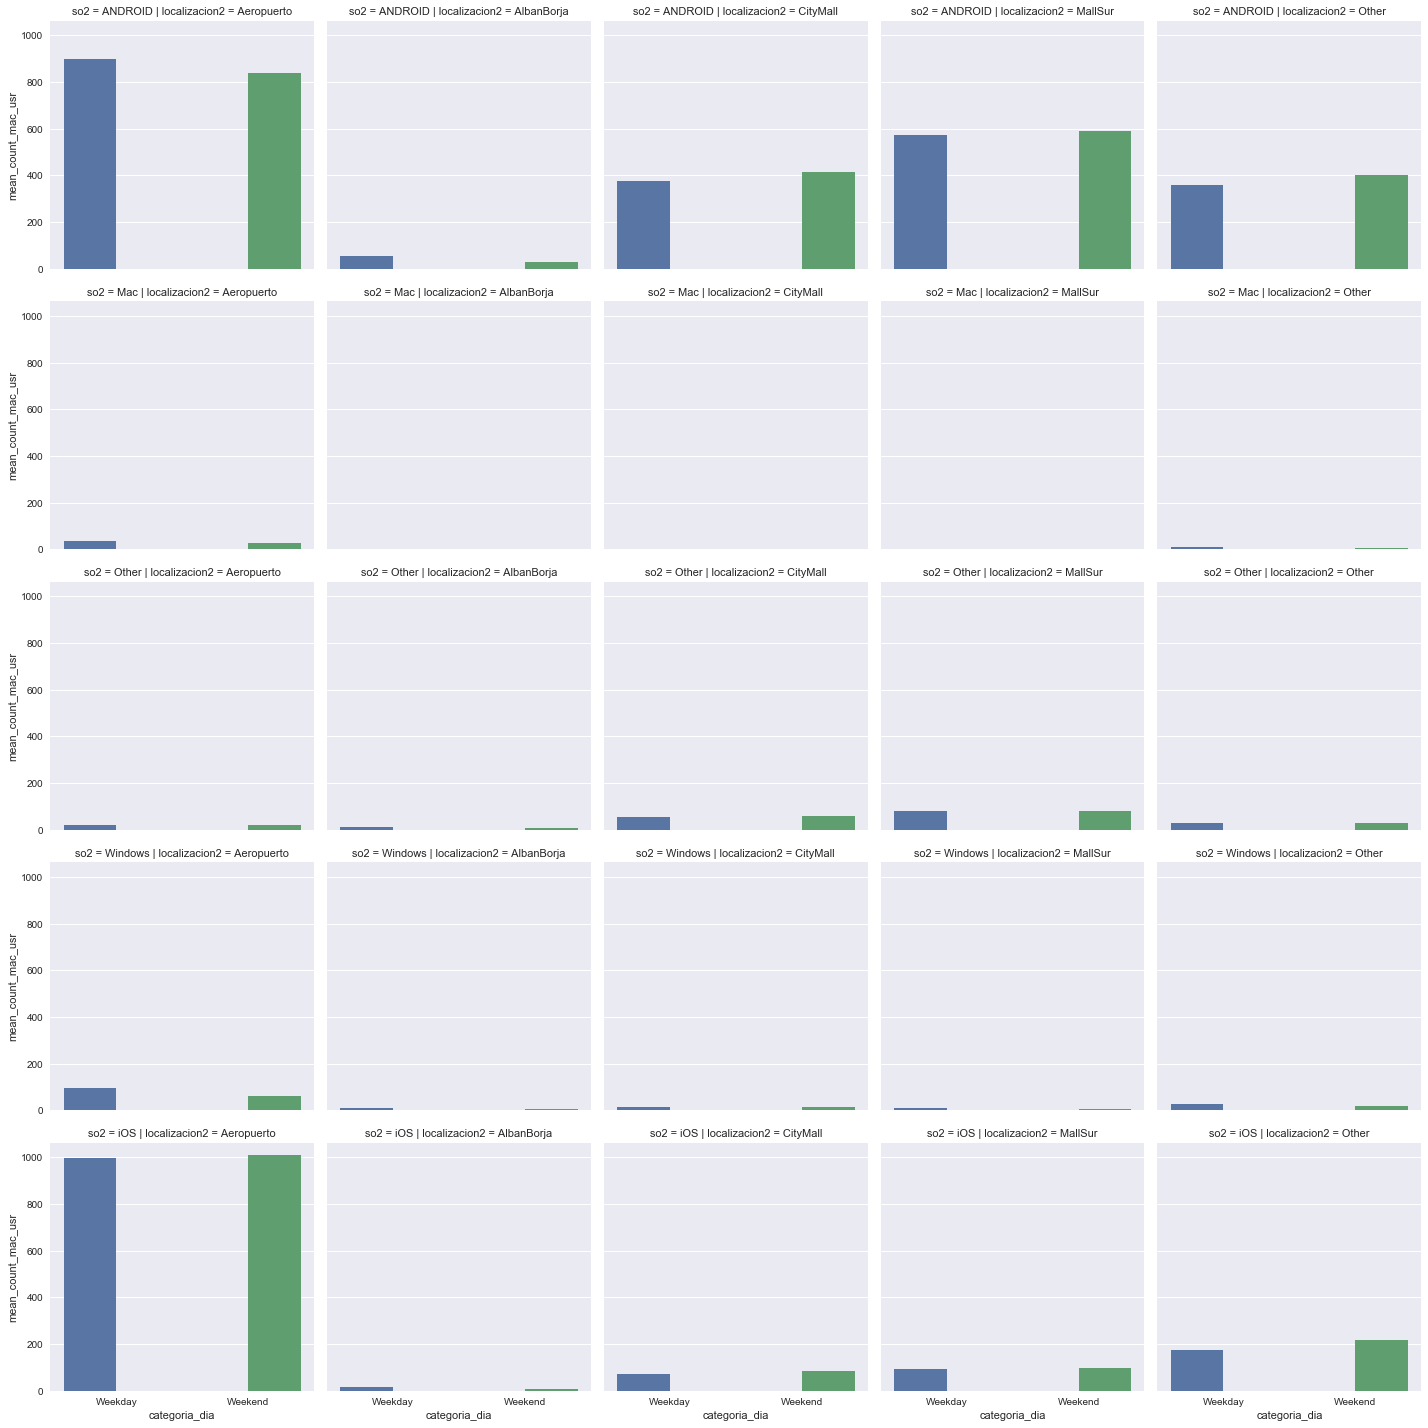 so2 = ANDROID | localizacion2 = Aeropuerto
so2 = ANDROID | localizacion2 = AlbanBorja
so2 = ANDROID | localizacion2 = CityMall
so2 = ANDROID | localizacion2 = MallSur
so2 = ANDROID | localizacion2 = Other
mean_count_mac_usr
1000
800
600
400
200
0
so2 = Mac | localizacion2 = Aeropuerto
so2 = Mac | localizacion2 = AlbanBorja
so2 = Mac | localizacion2 = CityMall
so2 = Mac | localizacion2 = MallSur
so2 = Mac | localizacion2 = Other
mean_count_mac_usr
1000
800
600
400
200
0
so2 = Other | localizacion2 = Aeropuerto
so2 = Other | localizacion2 = AlbanBorja
so2 = Other | localizacion2 = CityMall
so2 = Other | localizacion2 = MallSur
so2 = Other | localizacion2 = Other
mean_count_mac_usr
1000
800
600
400
200
0
so2 = Windows | localizacion2 = Aeropuerto
so2 = Windows | localizacion2 = AlbanBorja
so2 = Windows | localizacion2 = CityMall
so2 = Windows | localizacion2 = MallSur
so2 = Windows | localizacion2 = Other
mean_count_mac_usr
1000
800
600
400
200
0
so2 = iOS | localizacion2 = Aeropuerto
so2 = iOS | localizacion2 = AlbanBorja
so2 = iOS | localizacion2 = CityMall
so2 = iOS | localizacion2 = MallSur
so2 = iOS | localizacion2 = Other
mean_count_mac_usr
1000
800
600
400
200
0
Weekday Weekend
categoria_dia
Weekday Weekend
categoria_dia
Weekday Weekend
categoria_dia
Weekday Weekend
categoria_dia
Weekday Weekend
categoria_dia